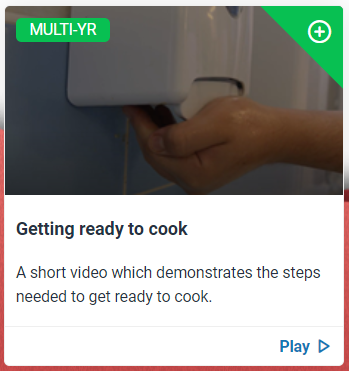 MULTI-YR
Getting ready to cook
A short video which demonstrates the steps
needed to get ready to cook.
Play